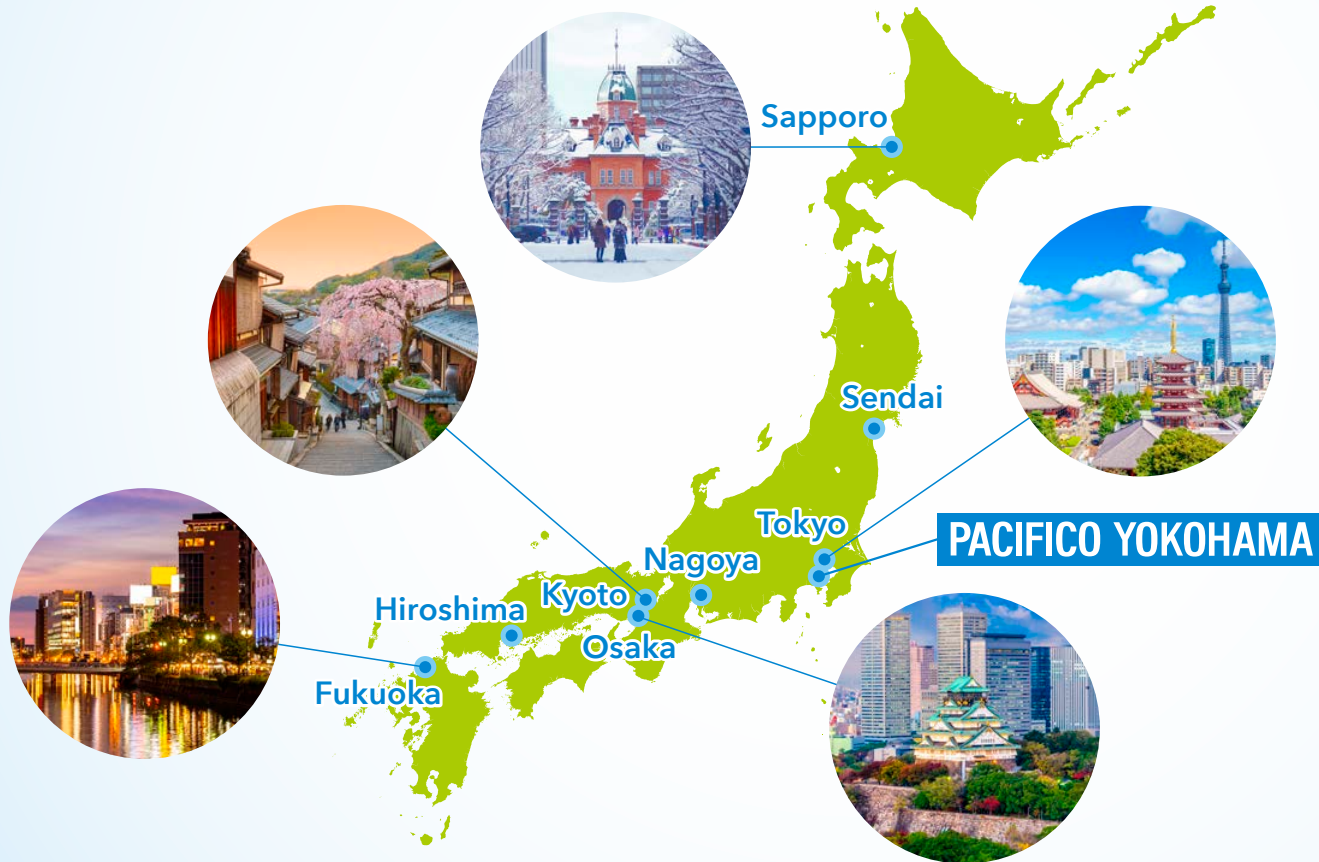 Sapporo
Sendai
Tokyo
PACIFICO YOKOHAMA
Nagoya
Kyoto
Hiroshima
Osaka
Fukuoka